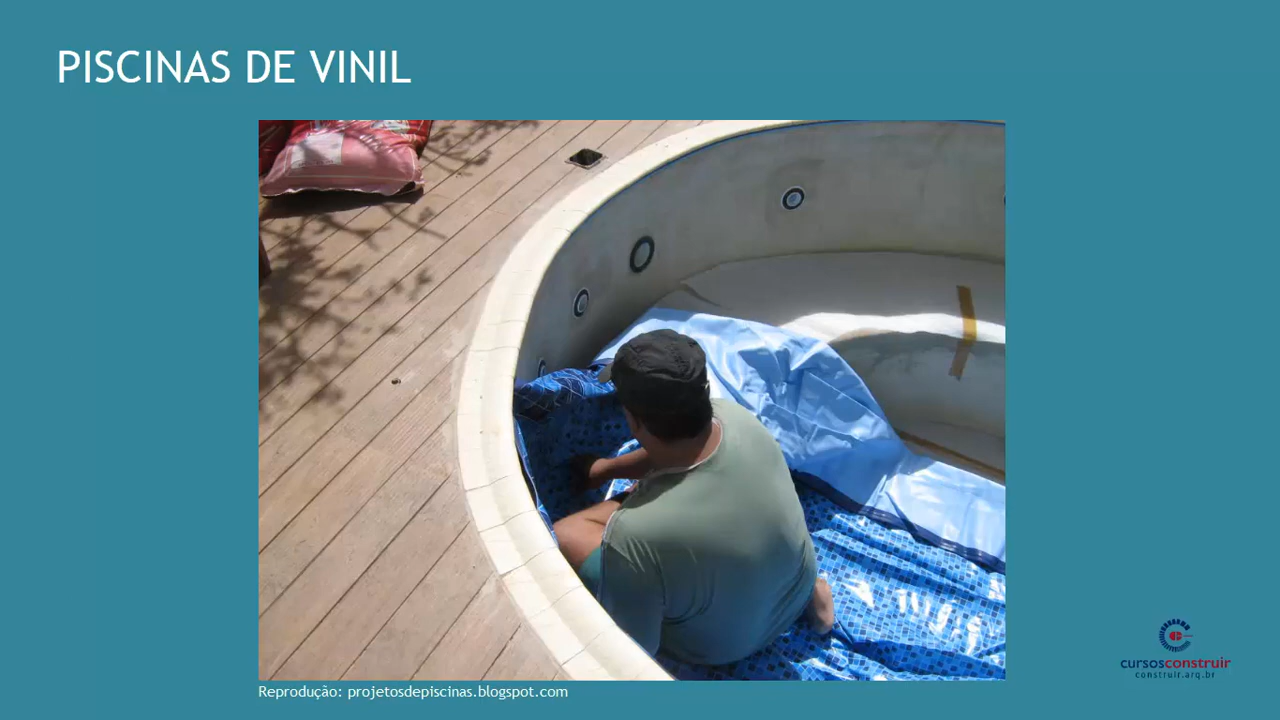 PISCINAS DE VINIL
Reprodução: projetosdepiscinas.blogspot.com
cursosconstruir
construir.arq.br